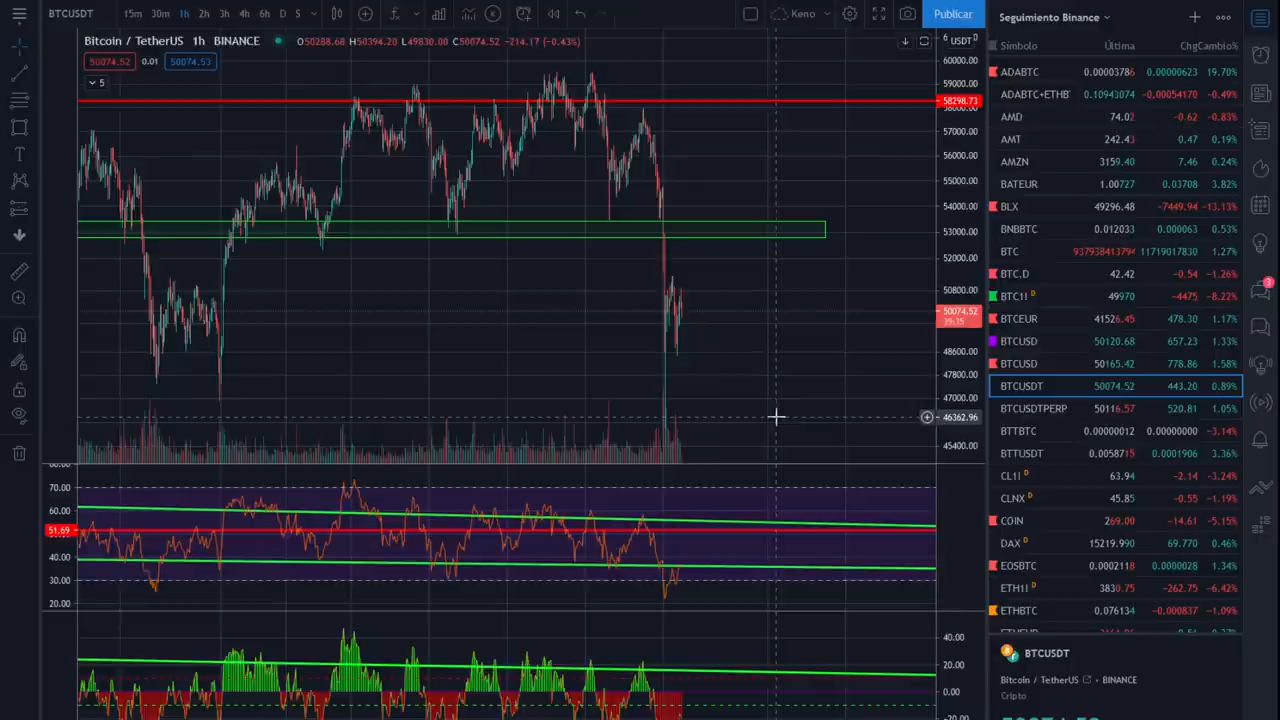 BTCUSDT 15m 30m 1h 2h 3h 4h 6h D S Keno Publicar
Bitcoin / TetherUS 1h BINANCE O50288.68 H50394.20 L49830.00 C50074.52 −214.17 (−0.43%)
50074.52 0.01 50074.53
5
USDT
60000.00
59000.00
58298.73
57000.00
56000.00
55000.00
54000.00
53000.00
52000.00
50800.00
50074.52
39:35
48600.00
47800.00
47000.00
46362.96
45400.00
70.00
60.00
51.69
40.00
30.00
20.00
40.00
20.00
0.00
Seguimiento Binance
Símbolo Última Chg Cambio%
ADABTC 0.00003786 0.00000623 19.70%
ADABTC+ETHB 0.10943074 −0.00054170 −0.49%
AMD 74.02 −0.62 −0.83%
AMT 242.43 0.47 0.19%
AMZN 3159.40 7.46 0.24%
BATEUR 1.00727 0.03708 3.82%
BLX 49296.48 −7449.94 −13.13%
BNBBTC 0.012033 0.000063 0.53%
BTC 937938413794 11719017830 1.27%
BTC.D 42.42 −0.54 −1.26%
BTC1! D 49970 −4475 −8.22%
BTCEUR 41526.45 478.30 1.17%
BTCUSD 50120.68 657.23 1.33%
BTCUSD 50165.42 778.86 1.58%
BTCUSDT 50074.52 443.20 0.89%
BTCUSDTPERP 50116.57 520.81 1.05%
BTTBTC 0.00000012 0.00000000 −3.14%
BTTUSDT 0.0058715 0.0001906 3.36%
CL1! D 63.94 −2.14 −3.24%
CLNX D 45.85 −0.55 −1.19%
COIN 269.00 −14.61 −5.15%
DAX D 15219.990 69.770 0.46%
EOSBTC 0.0002118 0.0000028 1.34%
ETH1! D 3830.75 −262.75 −6.42%
ETHBTC 0.076134 −0.000837 −1.09%
3
BTCUSDT
Bitcoin / TetherUS • BINANCE
Cripto